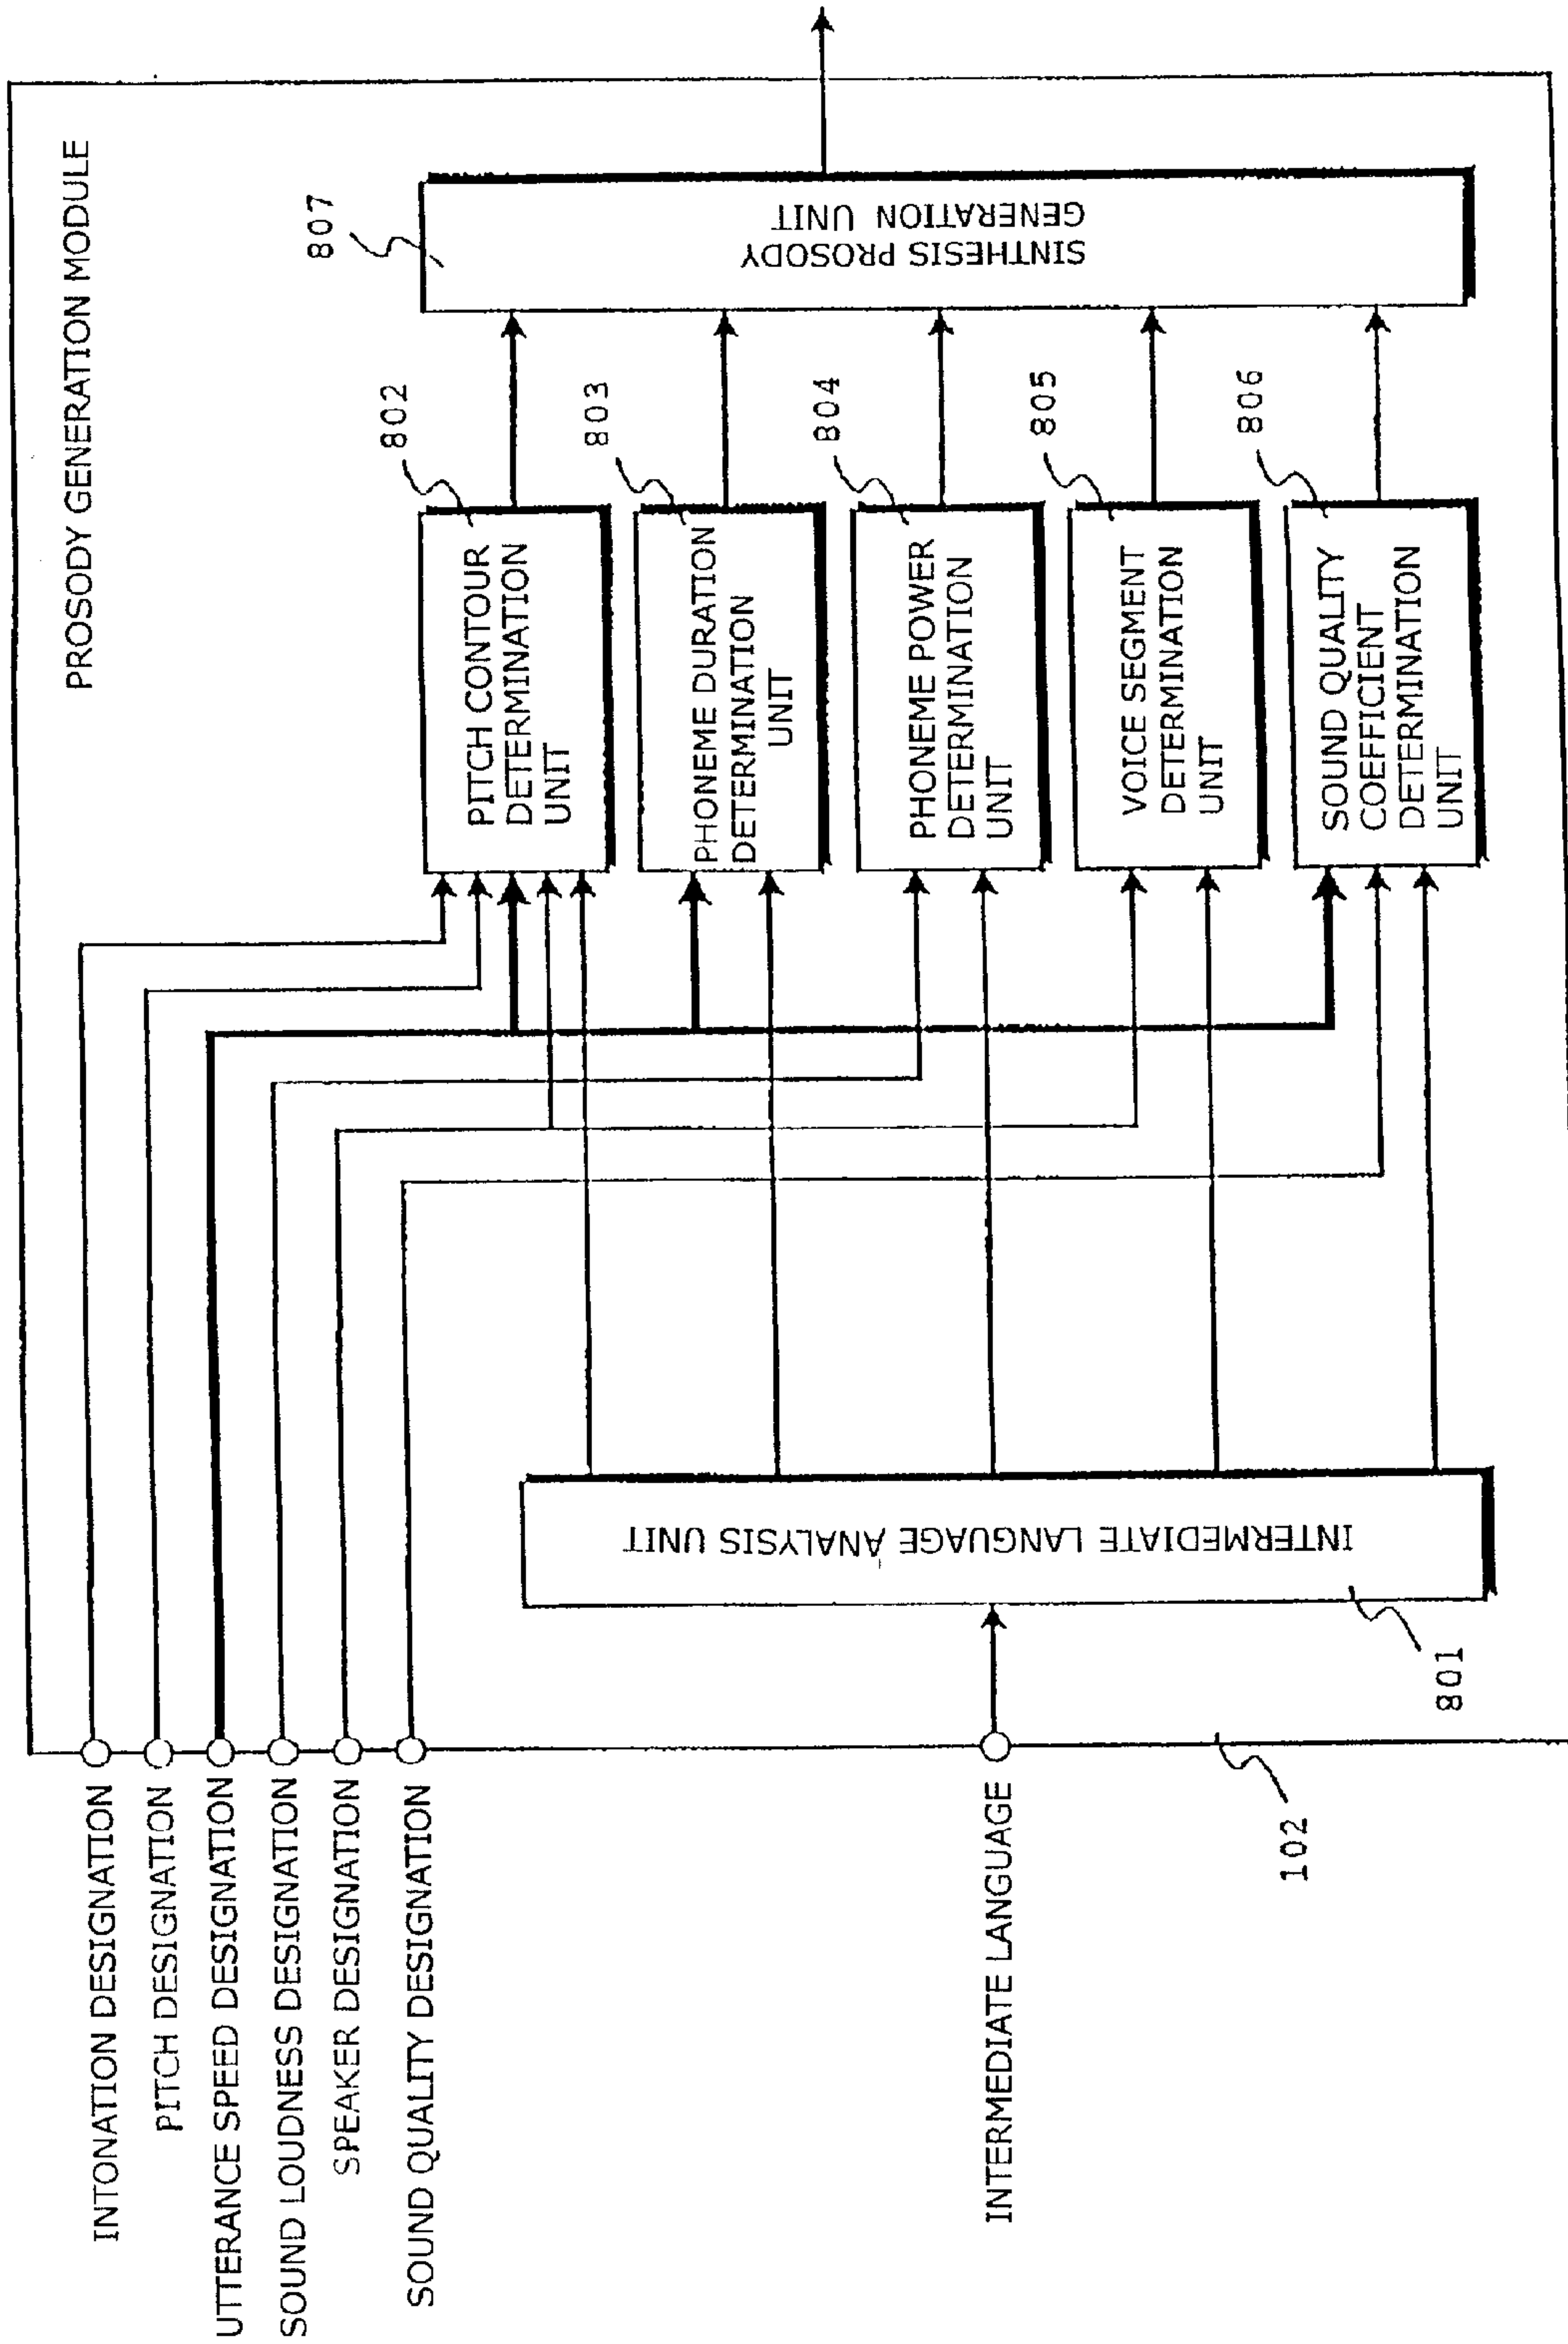 PROSODY GENERATION MODULE
INTONATION DESIGNATION
PITCH DESIGNATION
UTTERANCE SPEED DESIGNATION
SOUND LOUDNESS DESIGNATION
SPEAKER DESIGNATION
SOUND QUALITY DESIGNATION
INTERMEDIATE LANGUAGE
102
801
INTERMEDIATE LANGUAGE ANALYSIS UNIT
802
PITCH CONTOUR
DETERMINATION
UNIT
803
PHONEME DURATION
DETERMINATION
UNIT
804
PHONEME POWER
DETERMINATION
UNIT
805
VOICE SEGMENT
DETERMINATION
UNIT
806
SOUND QUALITY
COEFFICIENT
DETERMINATION
UNIT
807
SINTHESIS PROSODY
GENERATION UNIT